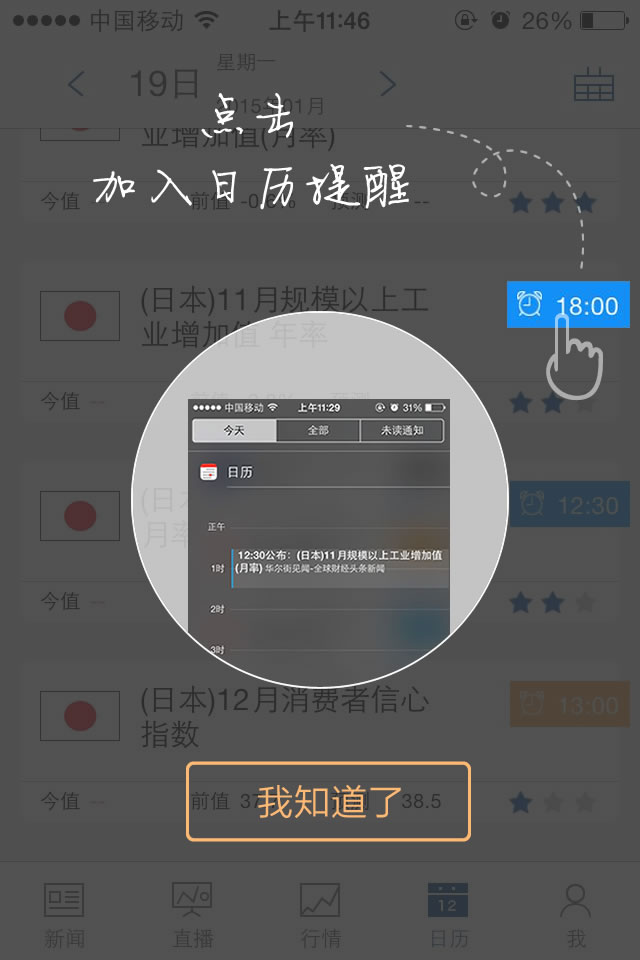 中国移动 上午11:46 26%
19日 星期一
2015年01月
点击
业增加值(月率)
加入日历提醒
今值 前值 -0.6% 预测 --
(日本)11月规模以上工
业增加值 年率
18:00
今值 --
中国移动 上午11:29 31%
今天 全部 未读通知
日历
正午
12:30公布：(日本)11月规模以上工业增加值
(月率) 华尔街见闻-全球财经头条新闻
1时
2时
3时
(日
月率
12:30
今值 --
(日本)12月消费者信心
指数
13:00
今值 -- 前值 37 38.5
我知道了
12
新闻 直播 行情 日历 我